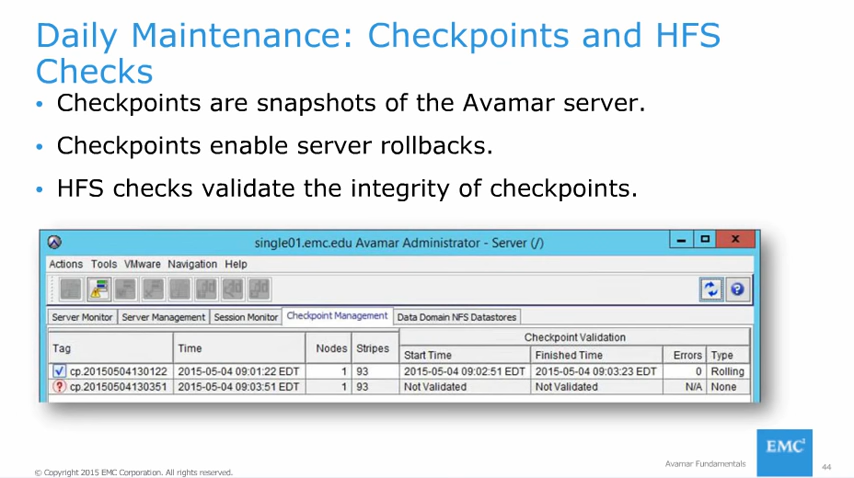 Daily Maintenance: Checkpoints and HFS
Checks
• Checkpoints are snapshots of the Avamar server.
• Checkpoints enable server rollbacks.
• HFS checks validate the integrity of checkpoints.
single01.emc.edu Avamar Administrator - Server (/)
Actions Tools VMware Navigation Help
Server Monitor Server Management Session Monitor Checkpoint Management Data Domain NFS Datastores
Tag Time Nodes Stripes Checkpoint Validation
Start Time Finished Time Errors Type
cp.20150504130122 2015-05-04 09:01:22 EDT 1 93 2015-05-04 09:02:51 EDT 2015-05-04 09:03:23 EDT 0 Rolling
cp.20150504130351 2015-05-04 09:03:51 EDT 1 93 Not Validated Not Validated N/A None
© Copyright 2015 EMC Corporation. All rights reserved.
Avamar Fundamentals
EMC²
44